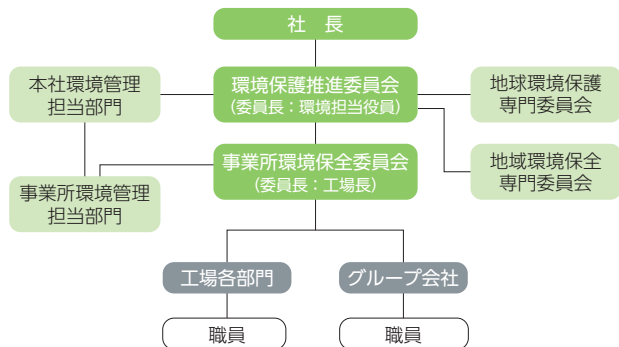 社　長
本社環境管理
担当部門
環境保護推進委員会
(委員長：環境担当役員)
地球環境保護
専門委員会
事業所環境保全委員会
(委員長：工場長)
地域環境保全
専門委員会
事業所環境管理
担当部門
工場各部門
グループ会社
職員
職員